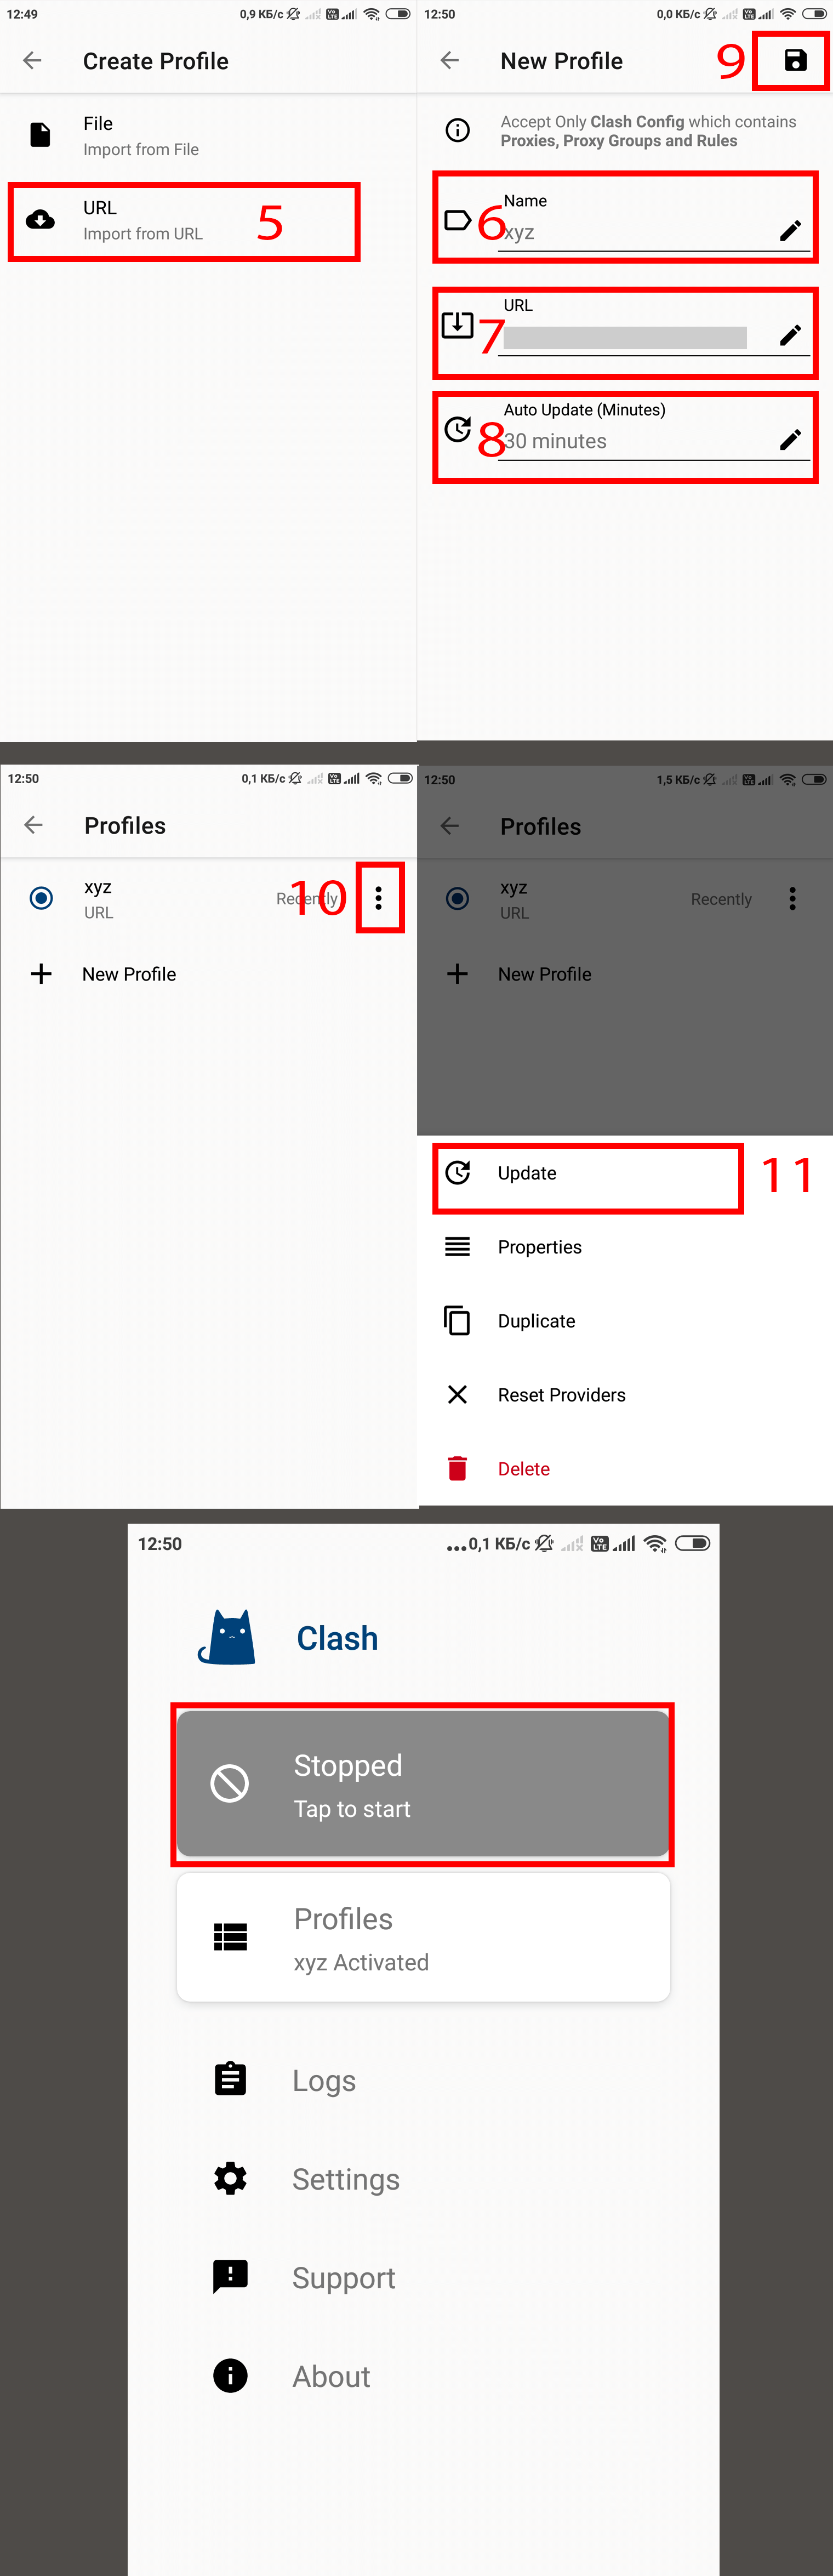 12:49
0,9 КБ/с
Create Profile
File
Import from File
URL
Import from URL
5
12:50
0,0 КБ/с
New Profile
9
Accept Only Clash Config which contains
Proxies, Proxy Groups and Rules
Name
6
xyz
URL
7
Auto Update (Minutes)
8
30 minutes
12:50
0,1 КБ/с
Profiles
xyz
URL
Recently
10
New Profile
12:50
1,5 КБ/с
Profiles
xyz
URL
Recently
New Profile
Update
11
Properties
Duplicate
Reset Providers
Delete
12:50
...0,1 КБ/с
Clash
Stopped
Tap to start
Profiles
xyz Activated
Logs
Settings
Support
About